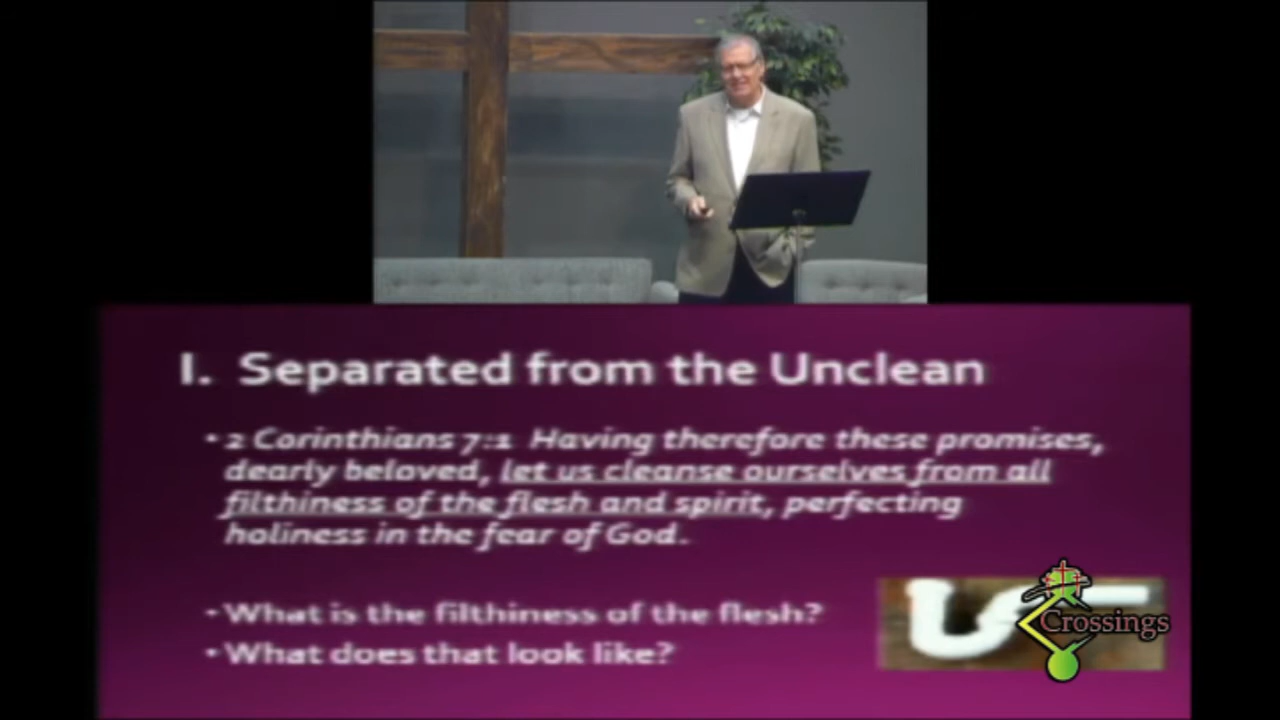 I. Separated from the Unclean
• 2 Corinthians 7:1 Having therefore these promises,
dearly beloved, let us cleanse ourselves from all
filthiness of the flesh and spirit, perfecting
holiness in the fear of God.
• What is the filthiness of the flesh?
• What does that look like?
Crossings